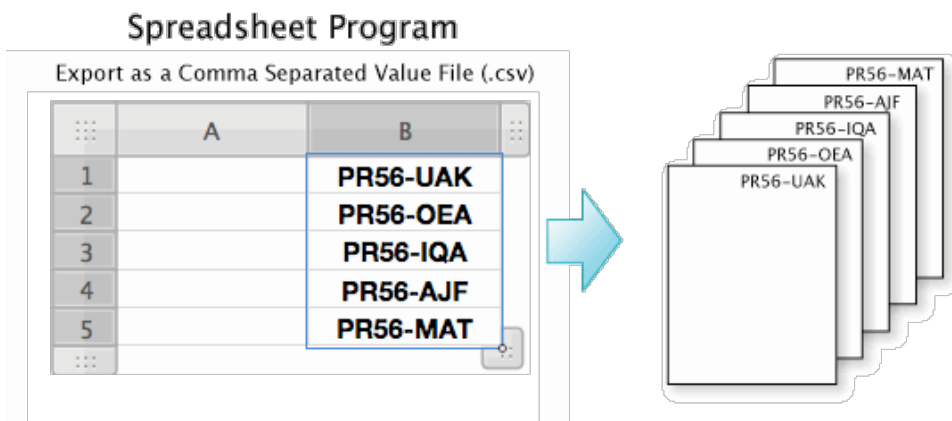 Spreadsheet Program
Export as a Comma Separated Value File (.csv)
A B
1 PR56-UAK
2 PR56-OEA
3 PR56-IQA
4 PR56-AJF
5 PR56-MAT
PR56-MAT
PR56-AJF
PR56-IQA
PR56-OEA
PR56-UAK